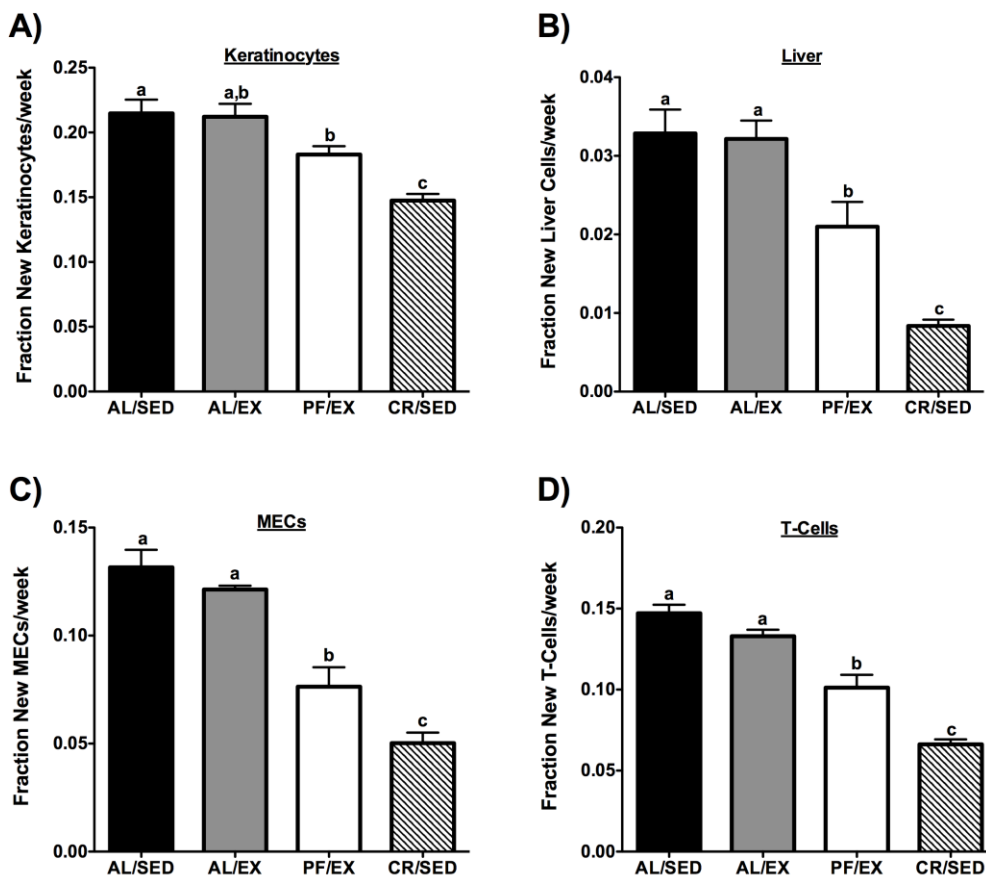 A)
Keratinocytes
Fraction New Keratinocytes/week
0.25
0.20
0.15
0.10
0.05
0.00
a
a,b
b
c
AL/SED AL/EX PF/EX CR/SED
B)
Liver
Fraction New Liver Cells/week
0.04
0.03
0.02
0.01
0.00
a
a
b
c
AL/SED AL/EX PF/EX CR/SED
C)
MECs
Fraction New MECs/week
0.15
0.10
0.05
0.00
a
a
b
c
AL/SED AL/EX PF/EX CR/SED
D)
T-Cells
Fraction New T-Cells/week
0.20
0.15
0.10
0.05
0.00
a
a
b
c
AL/SED AL/EX PF/EX CR/SED